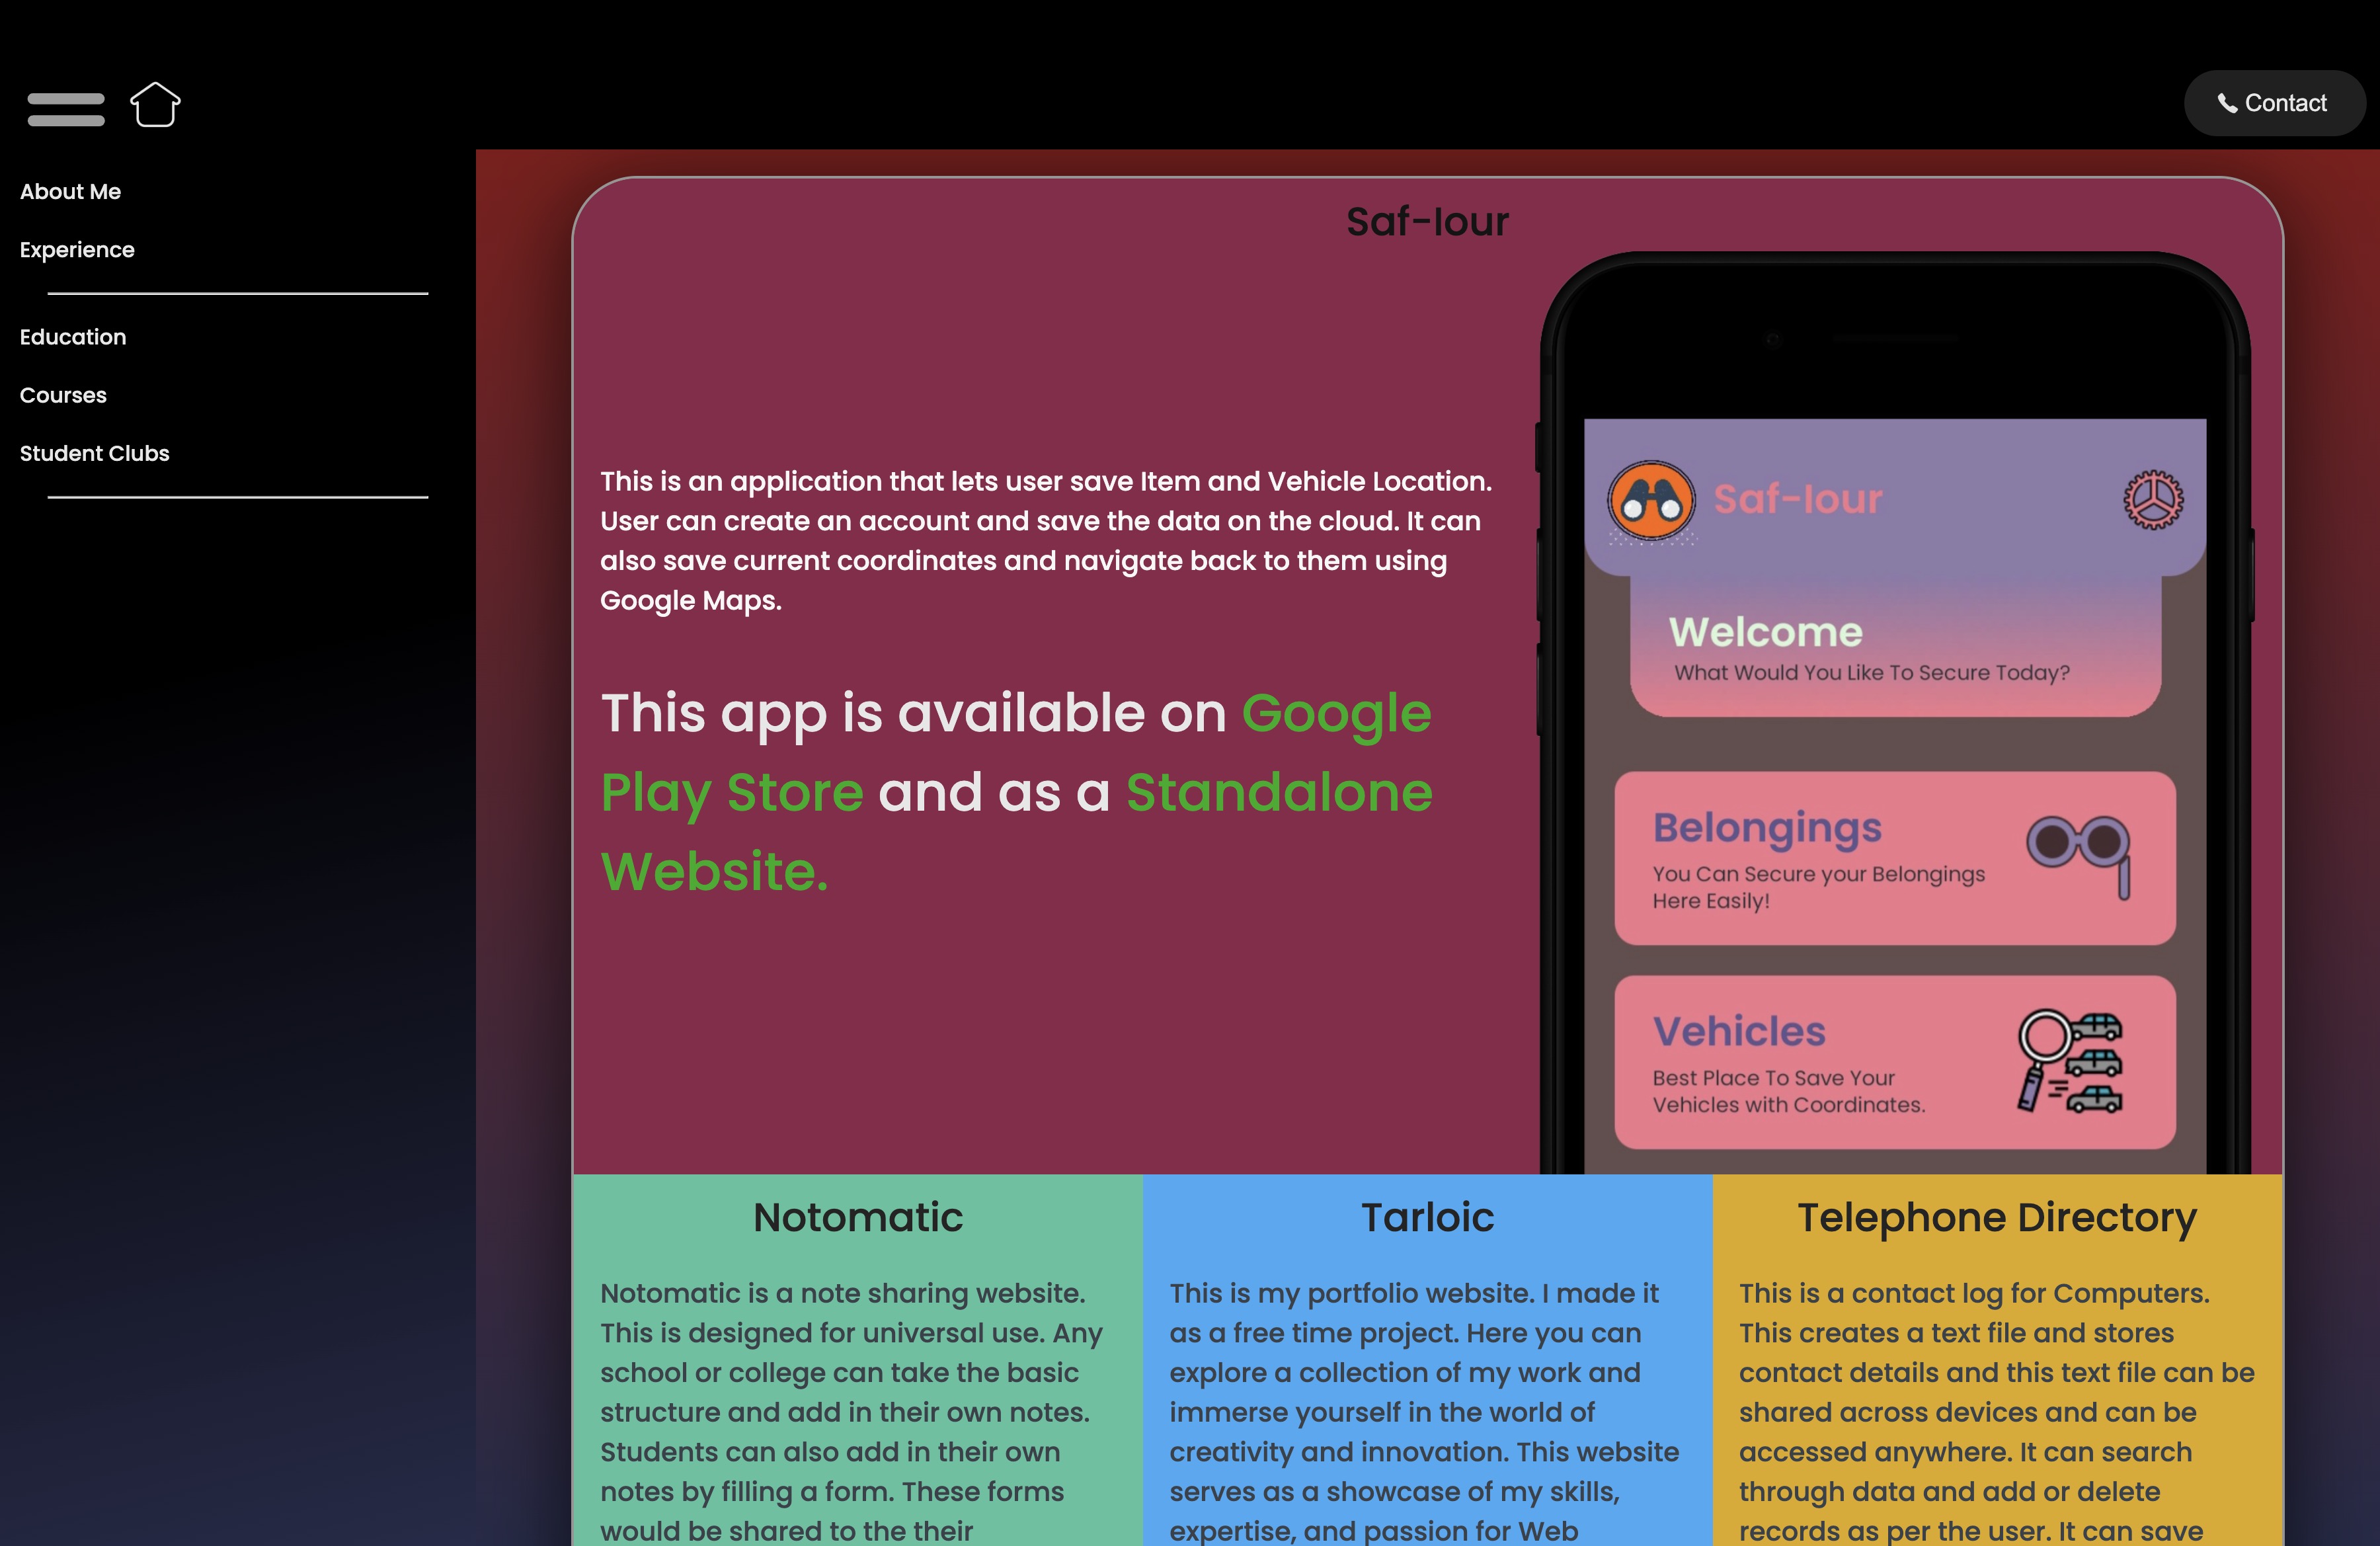 Contact
About Me
Experience
Education
Courses
Student Clubs
Saf-Iour
This is an application that lets user save Item and Vehicle Location.
User can create an account and save the data on the cloud. It can
also save current coordinates and navigate back to them using
Google Maps.
This app is available on Google
Play Store and as a Standalone
Website.
Saf-Iour
Welcome
What Would You Like To Secure Today?
Belongings
You Can Secure your Belongings
Here Easily!
Vehicles
Best Place To Save Your
Vehicles with Coordinates.
Notomatic
Notomatic is a note sharing website.
This is designed for universal use. Any
school or college can take the basic
structure and add in their own notes.
Students can also add in their own
notes by filling a form. These forms
would be shared to the their
Tarloic
This is my portfolio website. I made it
as a free time project. Here you can
explore a collection of my work and
immerse yourself in the world of
creativity and innovation. This website
serves as a showcase of my skills,
expertise, and passion for Web
Telephone Directory
This is a contact log for Computers.
This creates a text file and stores
contact details and this text file can be
shared across devices and can be
accessed anywhere. It can search
through data and add or delete
records as per the user. It can save